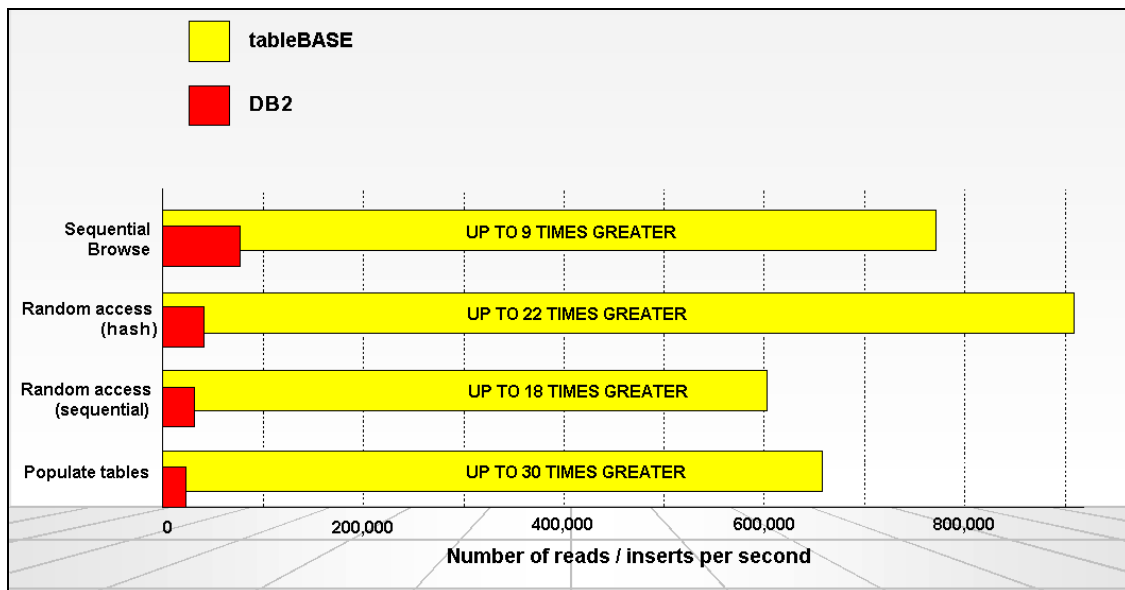 tableBASE
DB2
Sequential
Browse
UP TO 9 TIMES GREATER
Random access
(hash)
UP TO 22 TIMES GREATER
Random access
(sequential)
UP TO 18 TIMES GREATER
Populate tables
UP TO 30 TIMES GREATER
0 200,000 400,000 600,000 800,000
Number of reads / inserts per second